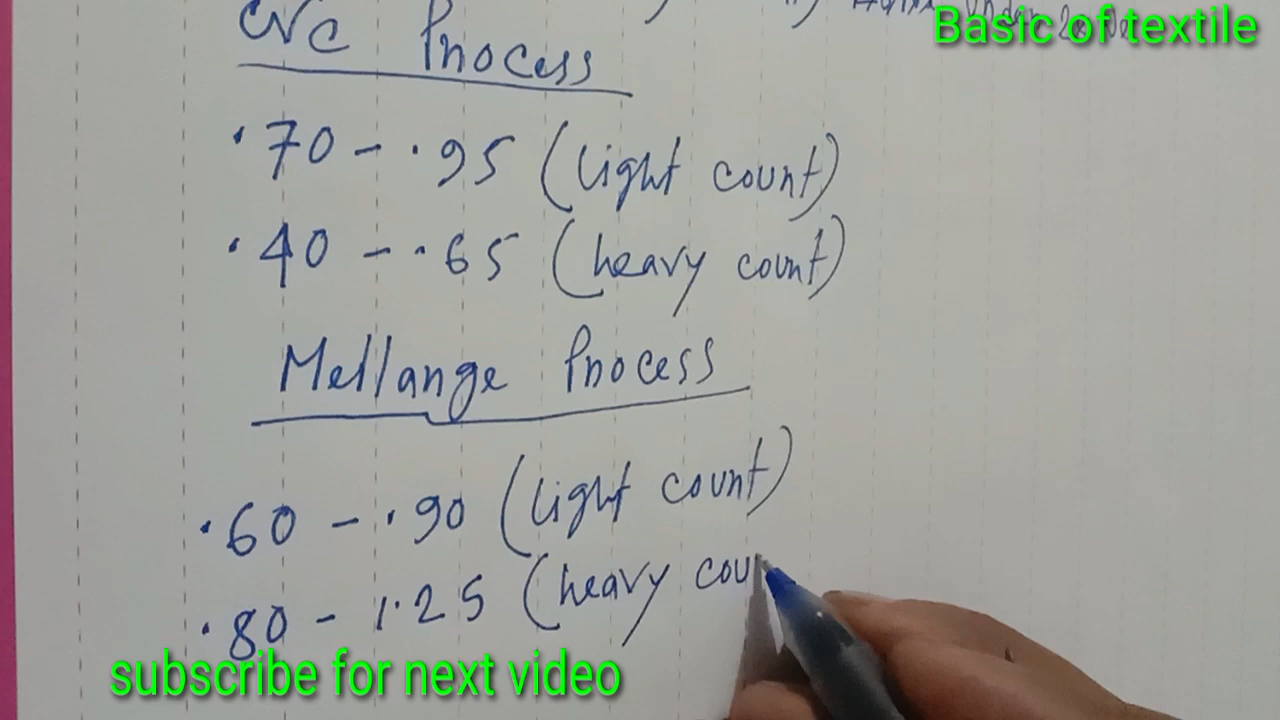 Basic of textile
CVC Process
.70 - .95 (light count)
.40 - .65 (heavy count)
Mellange Process
.60 - .90 (light count)
.80 - 1.25 (heavy cou
subscribe for next video